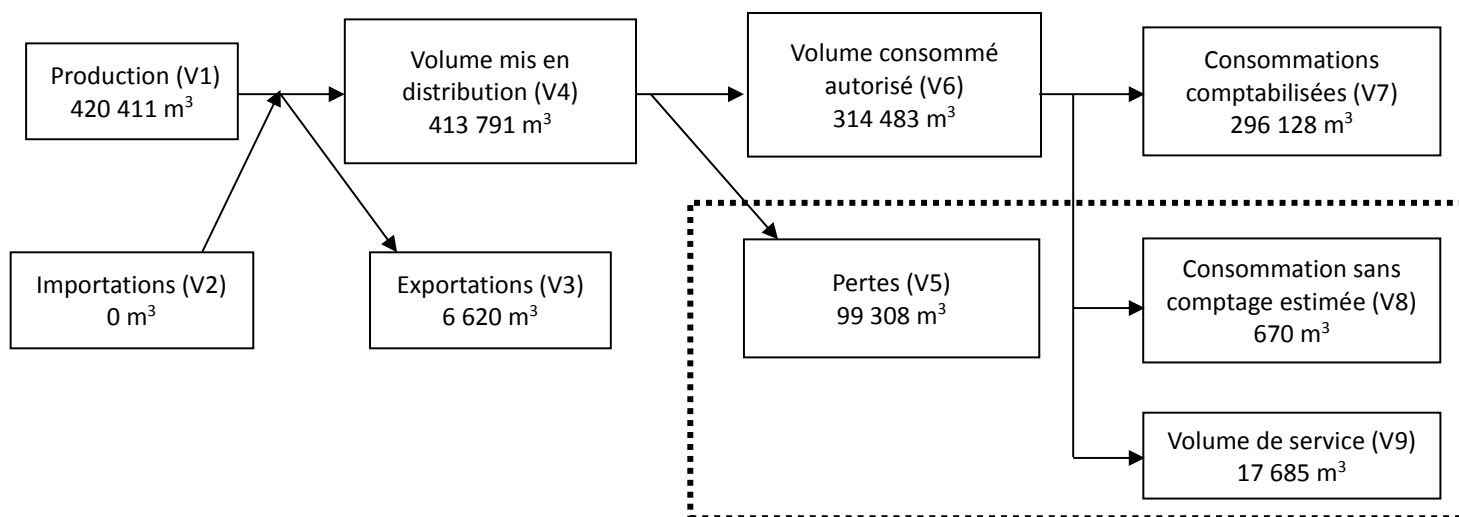 Production (V1)
420 411 m³
Volume mis en
distribution (V4)
413 791 m³
Volume consommé
autorisé (V6)
314 483 m³
Consommations
comptabilisées (V7)
296 128 m³
Importations (V2)
0 m³
Exportations (V3)
6 620 m³
Pertes (V5)
99 308 m³
Consommation sans
comptage estimée (V8)
670 m³
Volume de service (V9)
17 685 m³